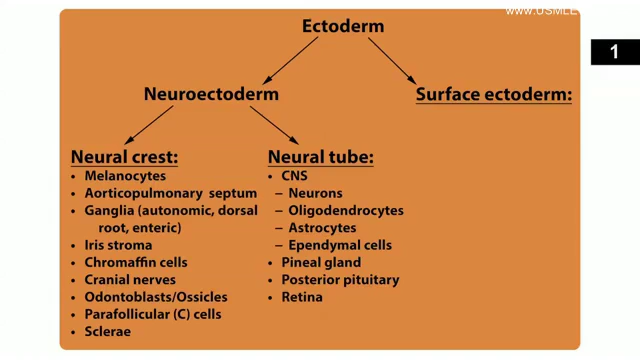 www.USMLE
Ectoderm
1
Neuroectoderm
Surface ectoderm:
Neural crest:
• Melanocytes
• Aorticopulmonary septum
• Ganglia (autonomic, dorsal
root, enteric)
• Iris stroma
• Chromaffin cells
• Cranial nerves
• Odontoblasts/Ossicles
• Parafollicular (C) cells
• Sclerae
Neural tube:
• CNS
– Neurons
– Oligodendrocytes
– Astrocytes
– Ependymal cells
• Pineal gland
• Posterior pituitary
• Retina